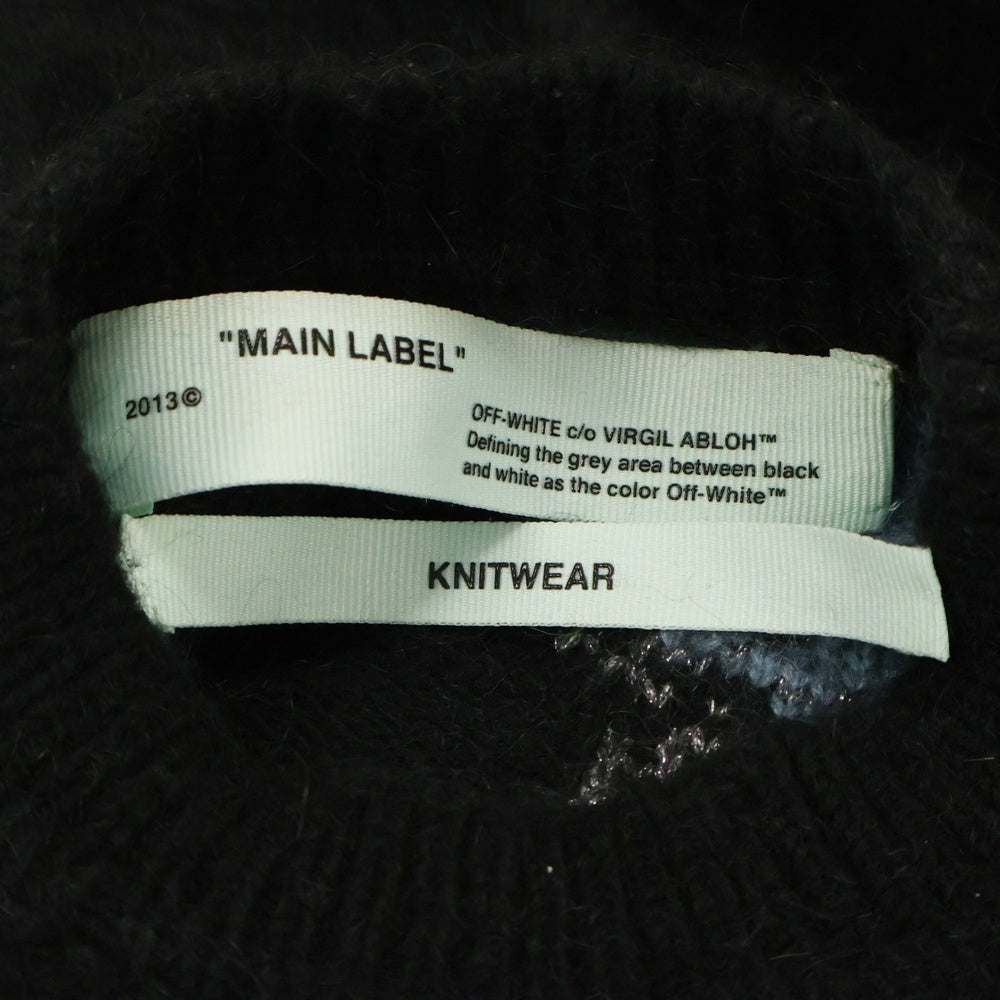 "MAIN LABEL"
2013©
OFF-WHITE c/o VIRGIL ABLOH™
Defining the grey area between black
and white as the color Off-White™
KNITWEAR